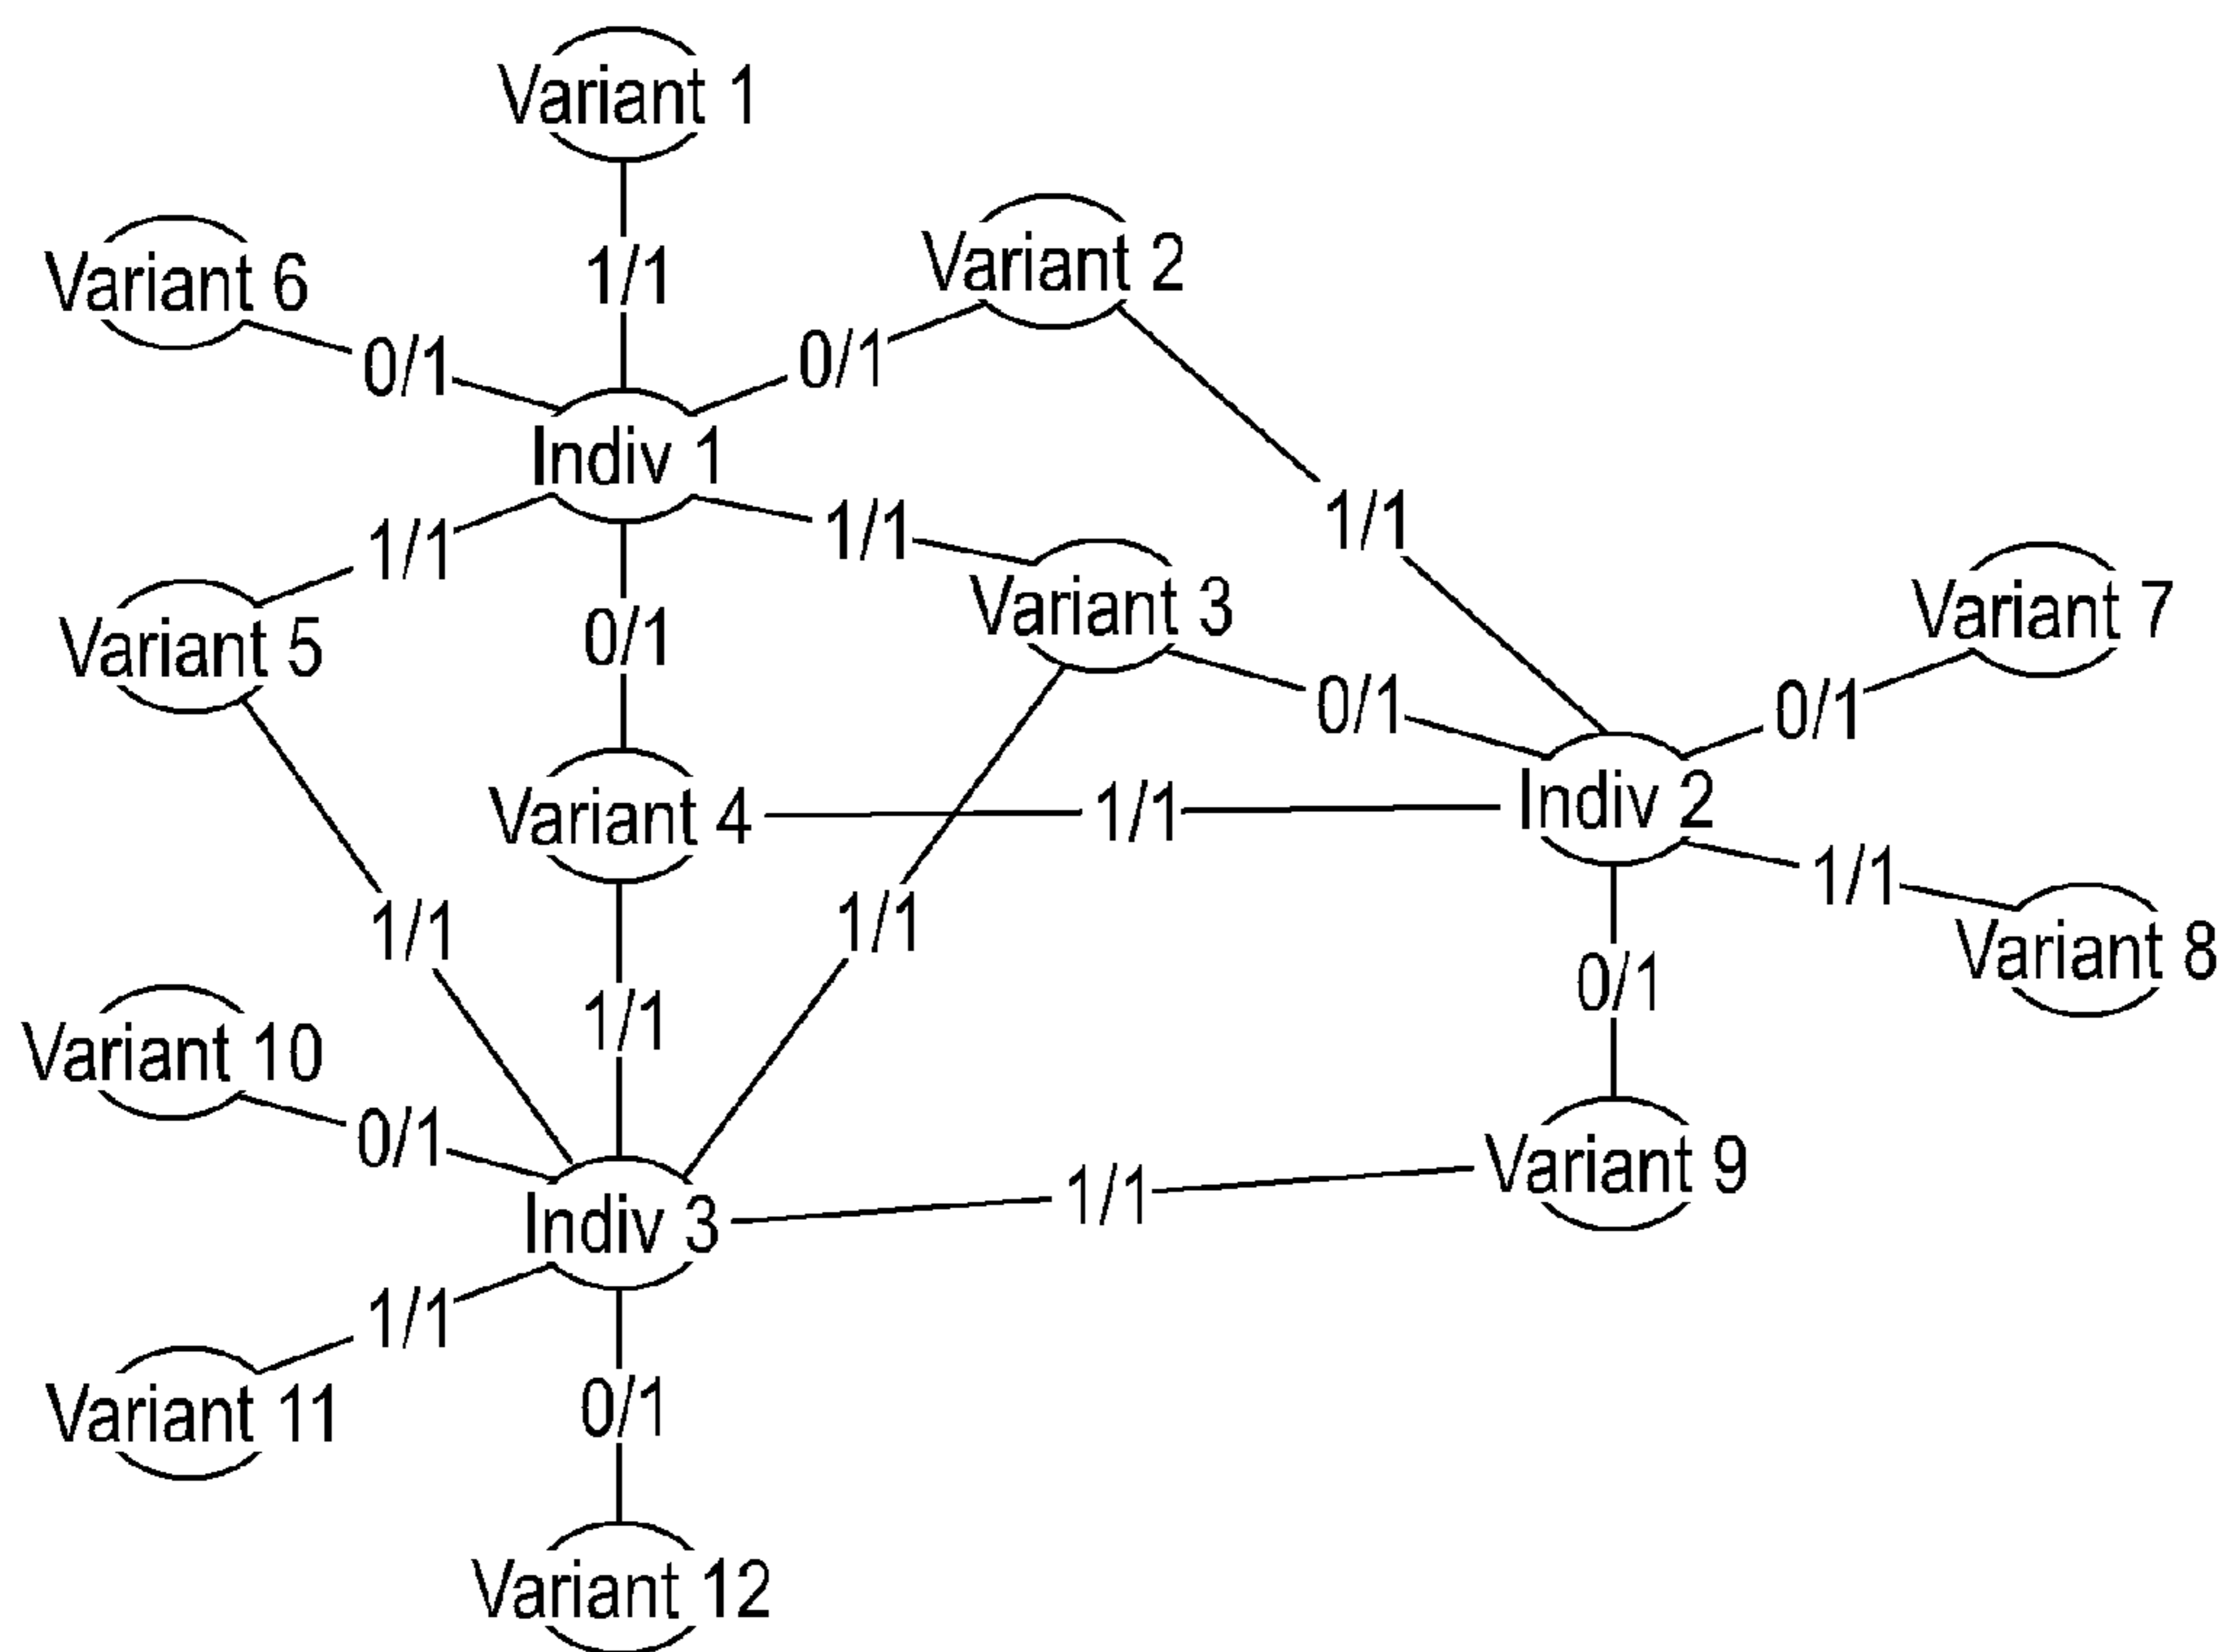 Variant 1
Variant 2
Variant 6
1/1
0/1
0/1
Indiv 1
1/1
1/1
1/1
Variant 3
Variant 7
Variant 5
0/1
0/1
0/1
Indiv 2
Variant 4
1/1
1/1
1/1
1/1
Variant 8
0/1
1/1
Variant 10
0/1
Variant 9
1/1
Indiv 3
1/1
Variant 11
0/1
Variant 12